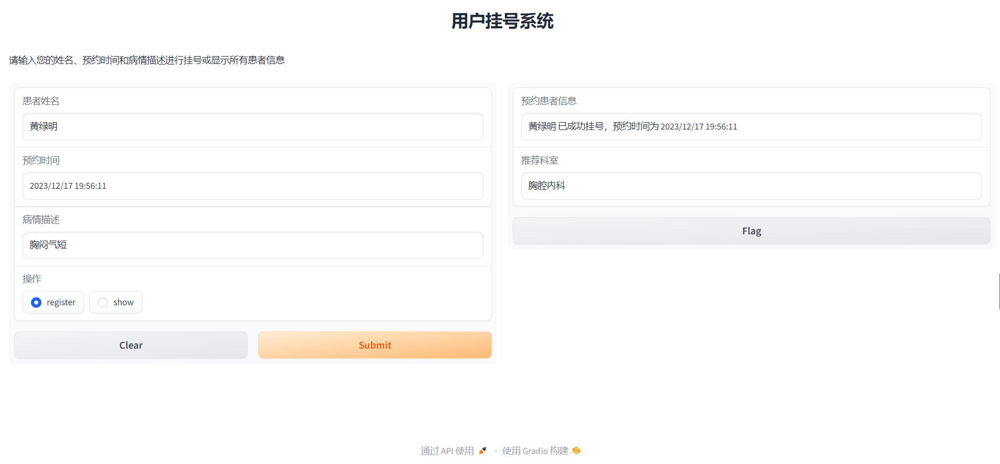 用户挂号系统
请输入您的姓名、预约时间和病情描述进行挂号或显示所有患者信息
患者姓名
黄绿明
预约时间
2023/12/17 19:56:11
病情描述
胸闷气短
操作
register
show
Clear
Submit
预约患者信息
黄绿明 已成功挂号，预约时间为 2023/12/17 19:56:11
推荐科室
胸腔内科
Flag
通过 API 使用 · 使用 Gradio 构建